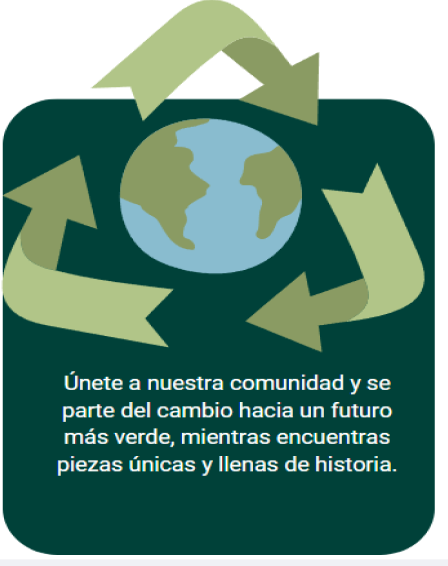 Únete a nuestra comunidad y se
parte del cambio hacia un futuro
más verde, mientras encuentras
piezas únicas y llenas de historia.